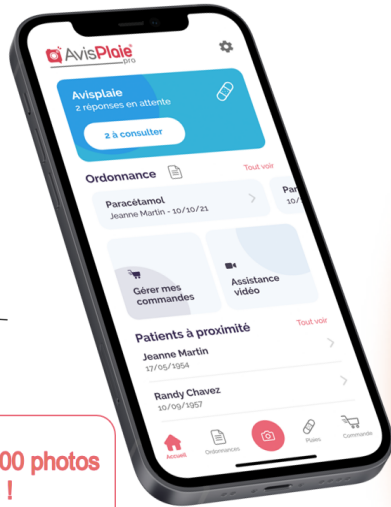 AvisPlaie
pro
Avisplaie
2 réponses en attente
2 à consulter
Ordonnance
Tout voir
Paracétamol
Jeanne Martin - 10/10/21
Par
10/
Gérer mes
commandes
Assistance
vidéo
Patients à proximité
Tout voir
Jeanne Martin
17/05/1954
Randy Chavez
10/09/1957
Accueil
Ordonnances
Plaies
Commande
00 photos
!